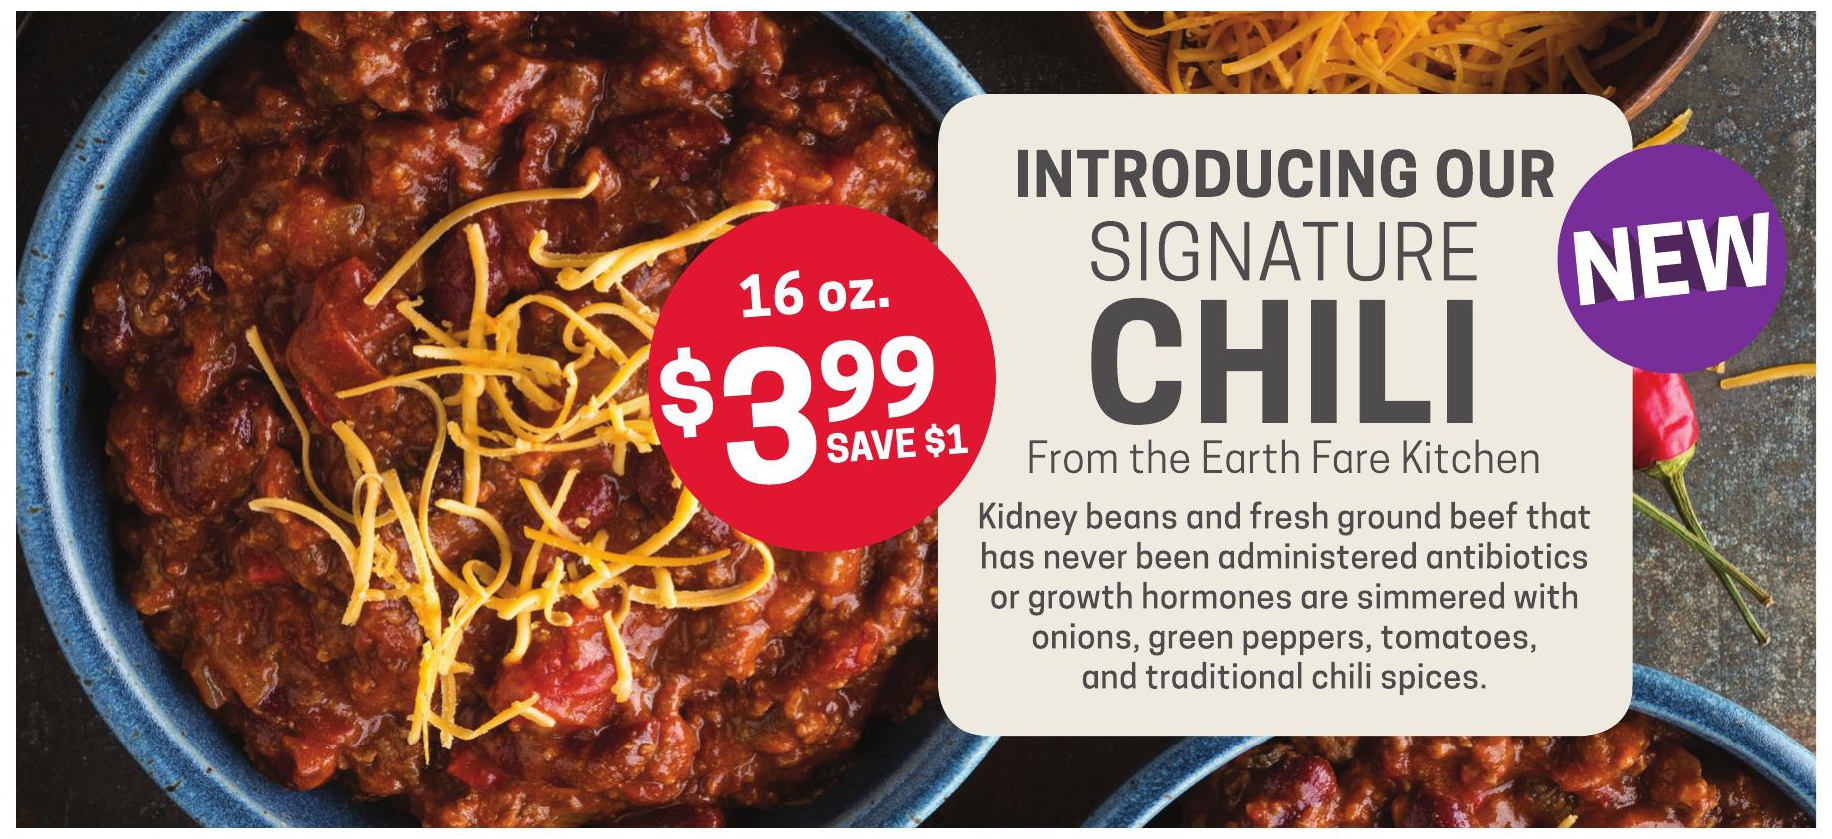 INTRODUCING OUR
SIGNATURE
CHILI
From the Earth Fare Kitchen
Kidney beans and fresh ground beef that
has never been administered antibiotics
or growth hormones are simmered with
onions, green peppers, tomatoes,
and traditional chili spices.
NEW
16 oz.
$3.99
SAVE $1